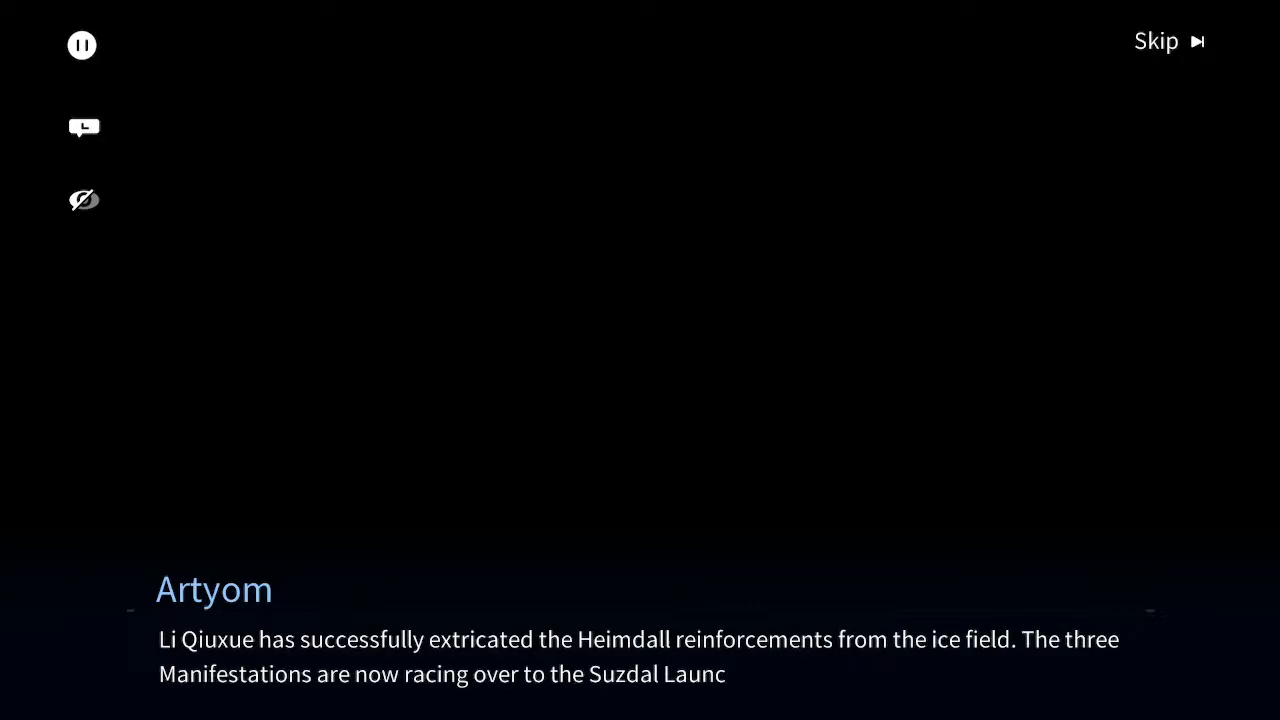 Skip
Artyom
Li Qiuxue has successfully extricated the Heimdall reinforcements from the ice field. The three
Manifestations are now racing over to the Suzdal Launc